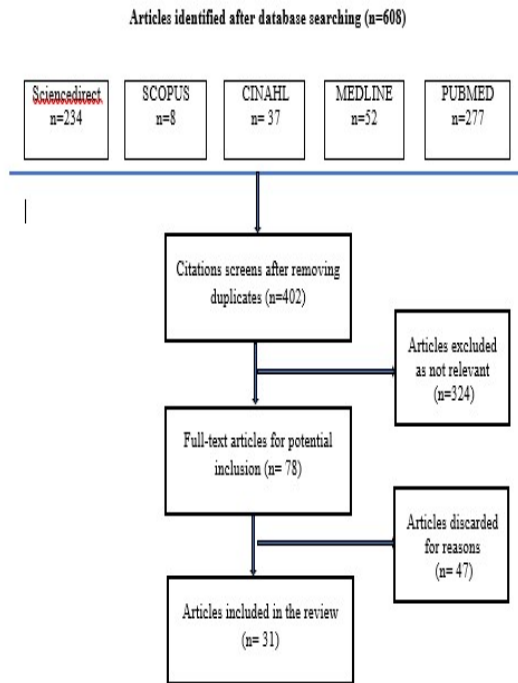 Articles identified after database searching (n=608)
Sciencedirect
n=234
SCOPUS
n=8
CINAHL
n= 37
MEDLINE
n=52
PUBMED
n=277
Citations screens after removing
duplicates (n=402)
Articles excluded
as not relevant
(n=324)
Full-text articles for potential
inclusion (n= 78)
Articles discarded
for reasons
(n= 47)
Articles included in the review
(n= 31)